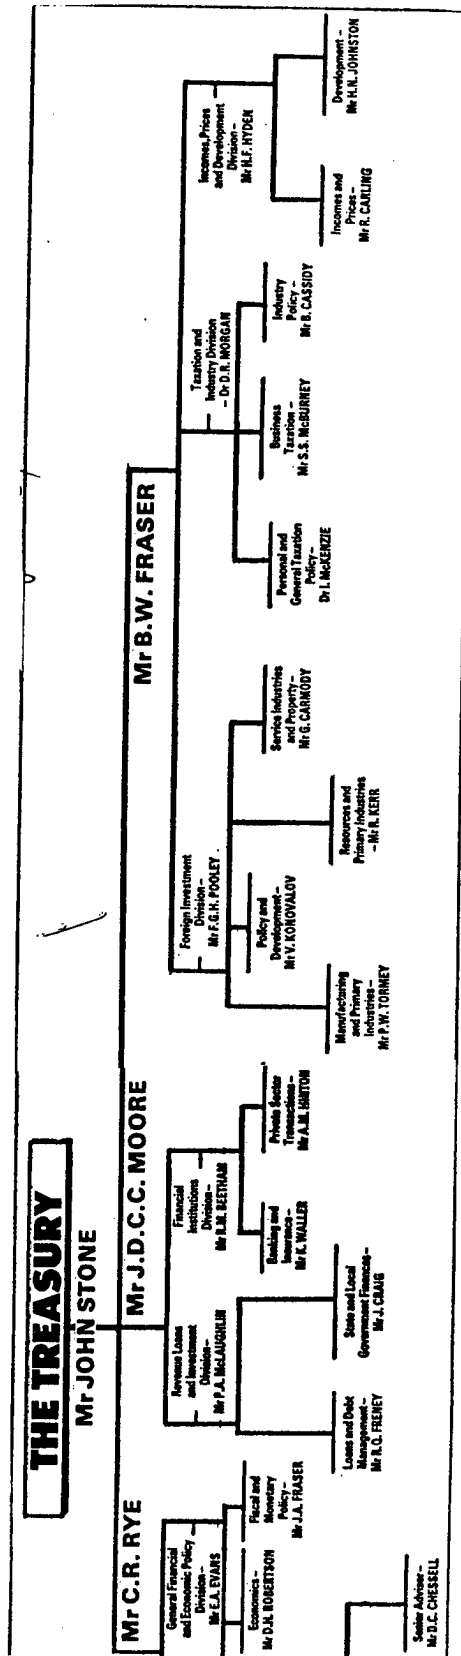 THE TREASURY
Mr JOHN STONE
Mr C.R. RYE
Mr J.D.C.C. MOORE
Mr B.W. FRASER
General Financial
and Economic Policy
Division –
Mr E.A. EVANS
Economics –
Mr D.H. ROBERTSON
Fiscal and
Monetary
Policy –
Mr J.A. FRASER
Senior Adviser –
Mr D.C. CHESSELL
Revenue Loans
and Investment
Division –
Mr P.A. McLAUGHLIN
Loans and Debt
Management –
Mr R.Q. FRENEY
State and Local
Government Finances –
Mr J. CRAIG
Financial
Institutions
Division –
Mr R.M. BEETHAM
Banking and
Insurance –
Mr K. WALLER
Private Sector
Transactions –
Mr A.M. HINTON
Foreign Investment
Division –
Mr F.G.H. POOLEY
Manufacturing
and Primary
Industries –
Mr P.W. TORMEY
Policy and
Development –
Mr V. KONOVALOV
Resources and
Primary Industries
– Mr R. KERR
Service Industries
and Property –
Mr G. CARMODY
Taxation and
Industry Division
– Dr D.R. MORGAN
Personal and
General Taxation
Policy –
Dr I. McKENZIE
Business
Taxation –
Mr S.S. McBURNEY
Industry
Policy –
Mr B. CASSIDY
Incomes, Prices
and Development
Division –
Mr H.F. HYDEN
Incomes and
Prices –
Mr R. CARLING
Development –
Mr H.N. JOHNSTON